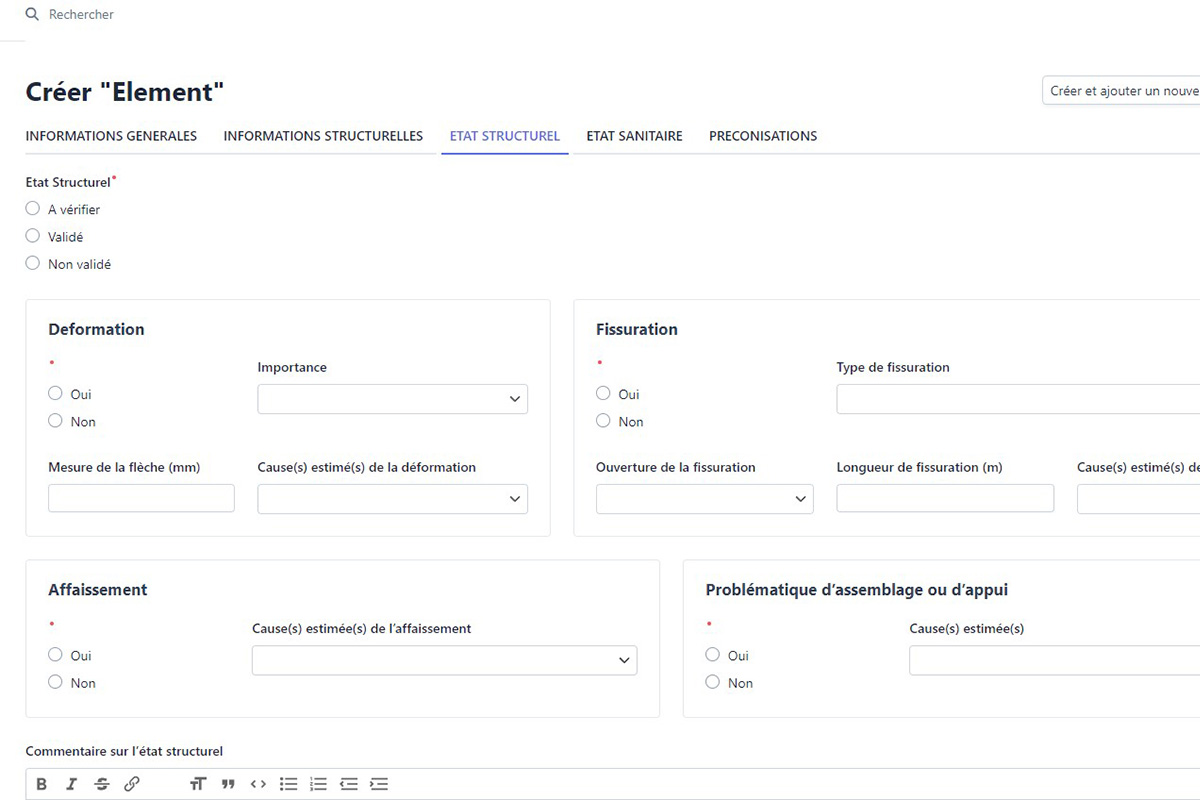 Rechercher
Créer "Element"
Créer et ajouter un nouve
INFORMATIONS GENERALES INFORMATIONS STRUCTURELLES ETAT STRUCTUREL ETAT SANITAIRE PRECONISATIONS
Etat Structurel*
A vérifier
Validé
Non validé
Deformation
*
Importance
Oui
Non
Mesure de la flèche (mm)
Cause(s) estimé(s) de la déformation
Fissuration
*
Type de fissuration
Oui
Non
Ouverture de la fissuration
Longueur de fissuration (m)
Cause(s) estimé(s) de
Affaissement
*
Cause(s) estimée(s) de l’affaissement
Oui
Non
Problématique d’assemblage ou d’appui
*
Cause(s) estimée(s)
Oui
Non
Commentaire sur l’état structurel